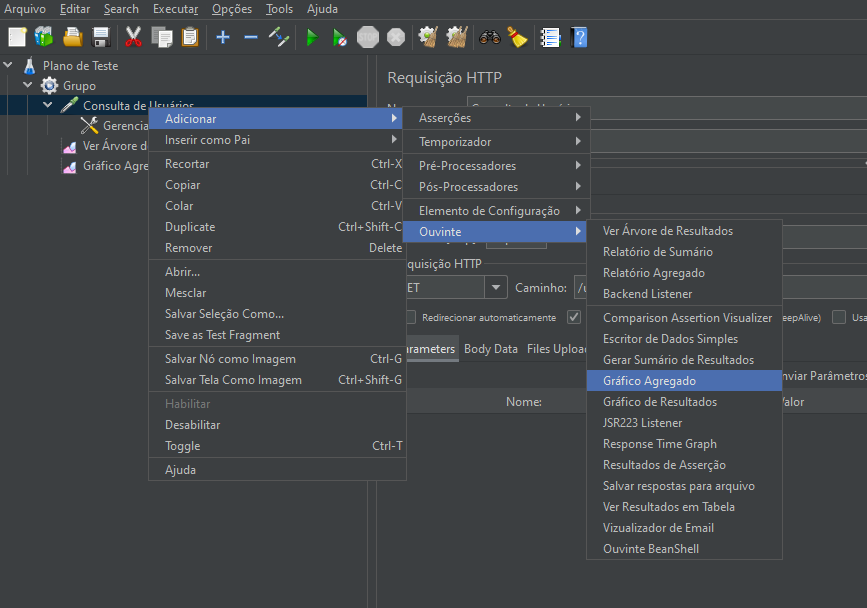 Arquivo Editar Search Executar Opções Tools Ajuda
STOP
?
Plano de Teste
Grupo
Consulta de Usuários
Gerencia
Ver Árvore d
Gráfico Agre
Requisição HTTP
Adicionar
Inserir como Pai
Recortar Ctrl-X
Copiar Ctrl-C
Colar Ctrl-V
Duplicate Ctrl+Shift-C
Remover Delete
Abrir...
Mesclar
Salvar Seleção Como...
Save as Test Fragment
Salvar Nó como Imagem Ctrl-G
Salvar Tela Como Imagem Ctrl+Shift-G
Habilitar
Desabilitar
Toggle Ctrl-T
Ajuda
Asserções
Temporizador
Pré-Processadores
Pós-Processadores
Elemento de Configuração
Ouvinte
Ver Árvore de Resultados
Relatório de Sumário
Relatório Agregado
Backend Listener
Comparison Assertion Visualizer
Escritor de Dados Simples
Gerar Sumário de Resultados
Gráfico Agregado
Gráfico de Resultados
JSR223 Listener
Response Time Graph
Resultados de Asserção
Salvar respostas para arquivo
Ver Resultados em Tabela
Vizualizador de Email
Ouvinte BeanShell
quisição HTTP
ET Caminho: /u
Redirecionar automaticamente eepAlive) Usa
arameters Body Data Files Uploa
nviar Parâmetros
Nome: alor